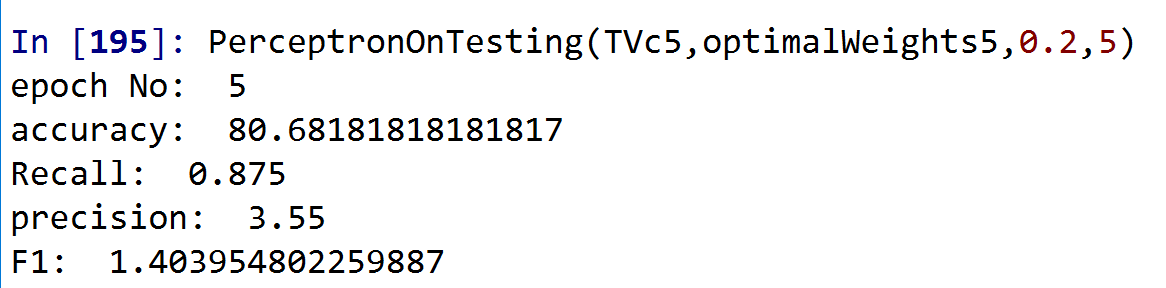 In [195]: PerceptronOnTesting(TVc5,optimalWeights5,0.2,5)
epoch No:  5
accuracy:  80.68181818181817
Recall:  0.875
precision:  3.55
F1:  1.403954802259887